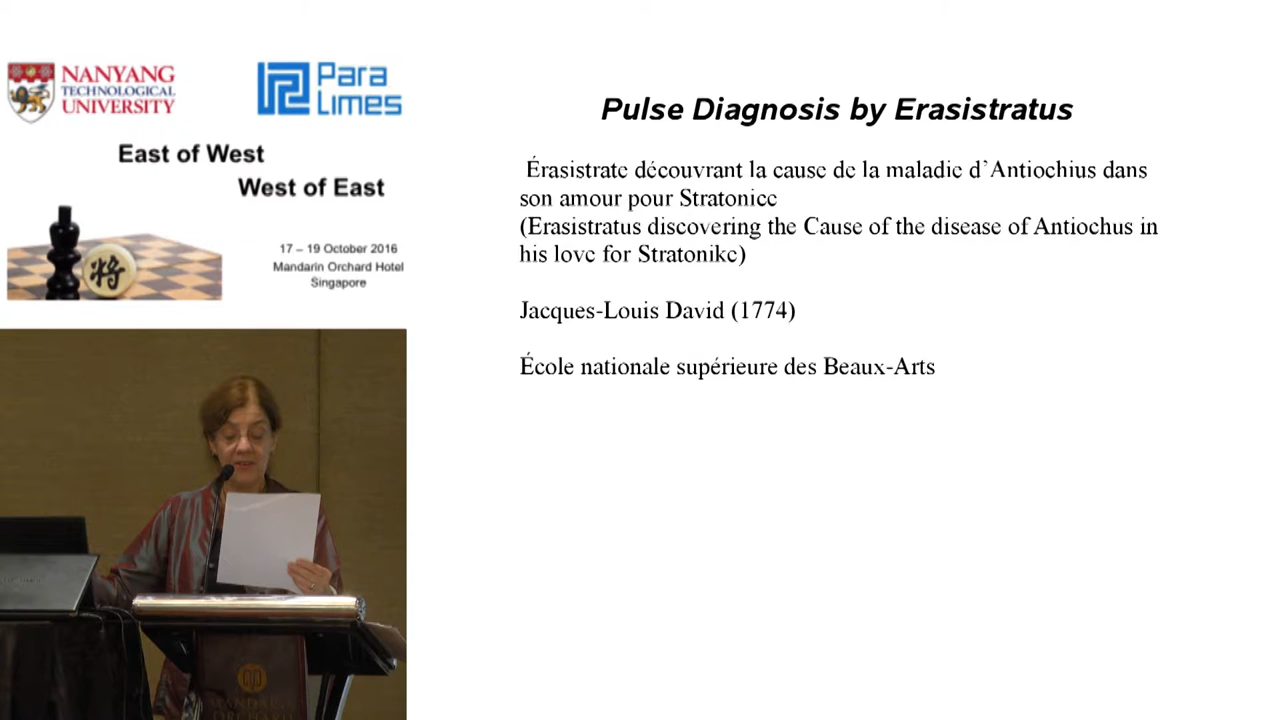 NANYANG
TECHNOLOGICAL
UNIVERSITY
Para
Limes
East of West
West of East
17 – 19 October 2016
Mandarin Orchard Hotel
Singapore
将
Pulse Diagnosis by Erasistratus
Érasistrate découvrant la cause de la maladie d’Antiochius dans
son amour pour Stratonice
(Erasistratus discovering the Cause of the disease of Antiochus in
his love for Stratonike)
Jacques-Louis David (1774)
École nationale supérieure des Beaux-Arts
MANDARIN
ORCHARD